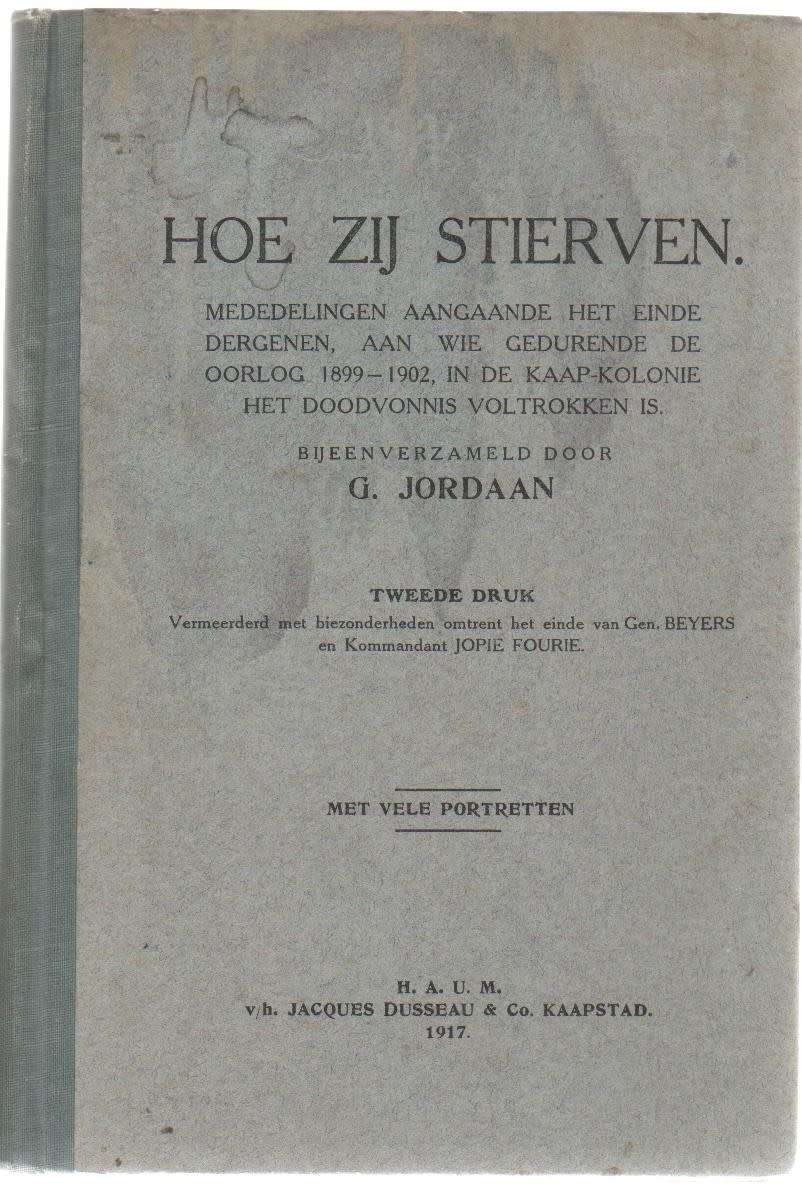 HOE ZIJ STIERVEN.
MEDEDELINGEN AANGAANDE HET EINDE
DERGENEN, AAN WIE GEDURENDE DE
OORLOG 1899–1902, IN DE KAAP-KOLONIE
HET DOODVONNIS VOLTROKKEN IS.
BIJEENVERZAMELD DOOR
G. JORDAAN
TWEEDE DRUK
Vermeerderd met biezonderheden omtrent het einde van Gen. BEYERS
en Kommandant JOPIE FOURIE.
MET VELE PORTRETTEN
H. A. U. M.
v/h. JACQUES DUSSEAU & Co. KAAPSTAD.
1917.